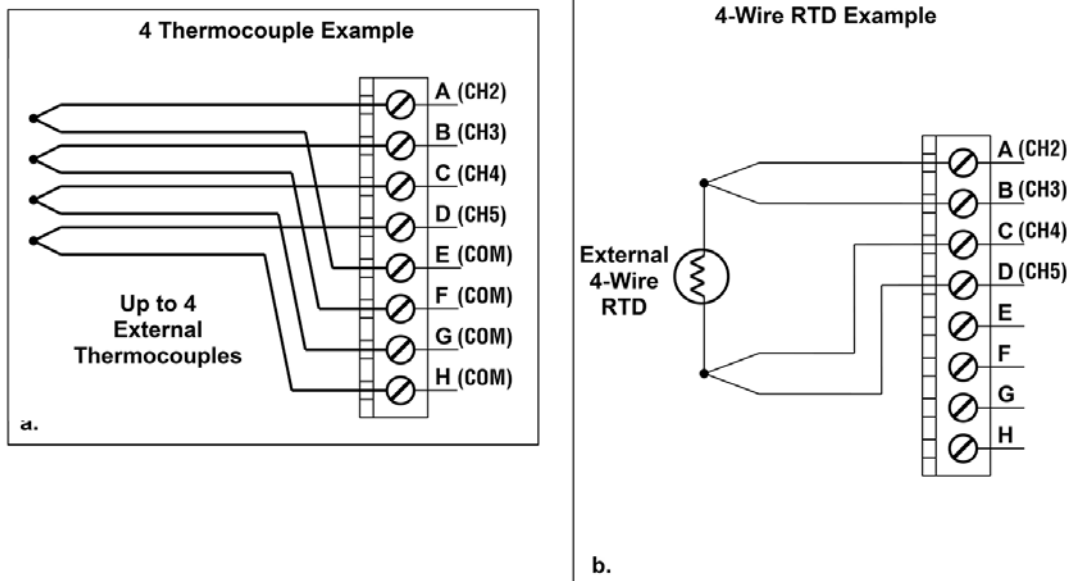 4 Thermocouple Example
A (CH2)
B (CH3)
C (CH4)
D (CH5)
E (COM)
F (COM)
G (COM)
H (COM)
Up to 4
External
Thermocouples
a.
4-Wire RTD Example
A (CH2)
B (CH3)
C (CH4)
D (CH5)
E
F
G
H
External
4-Wire
RTD
b.